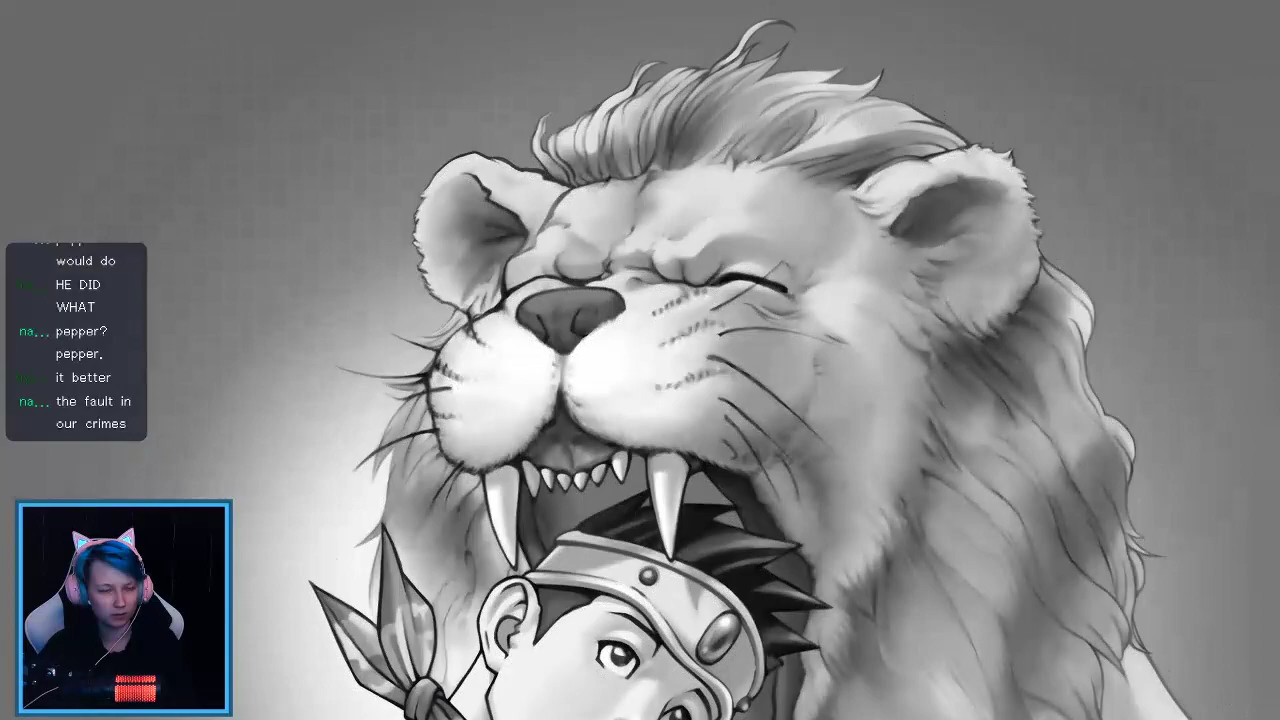 would do
HE DID
WHAT
na... pepper?
pepper.
it better
na... the fault in
our crimes